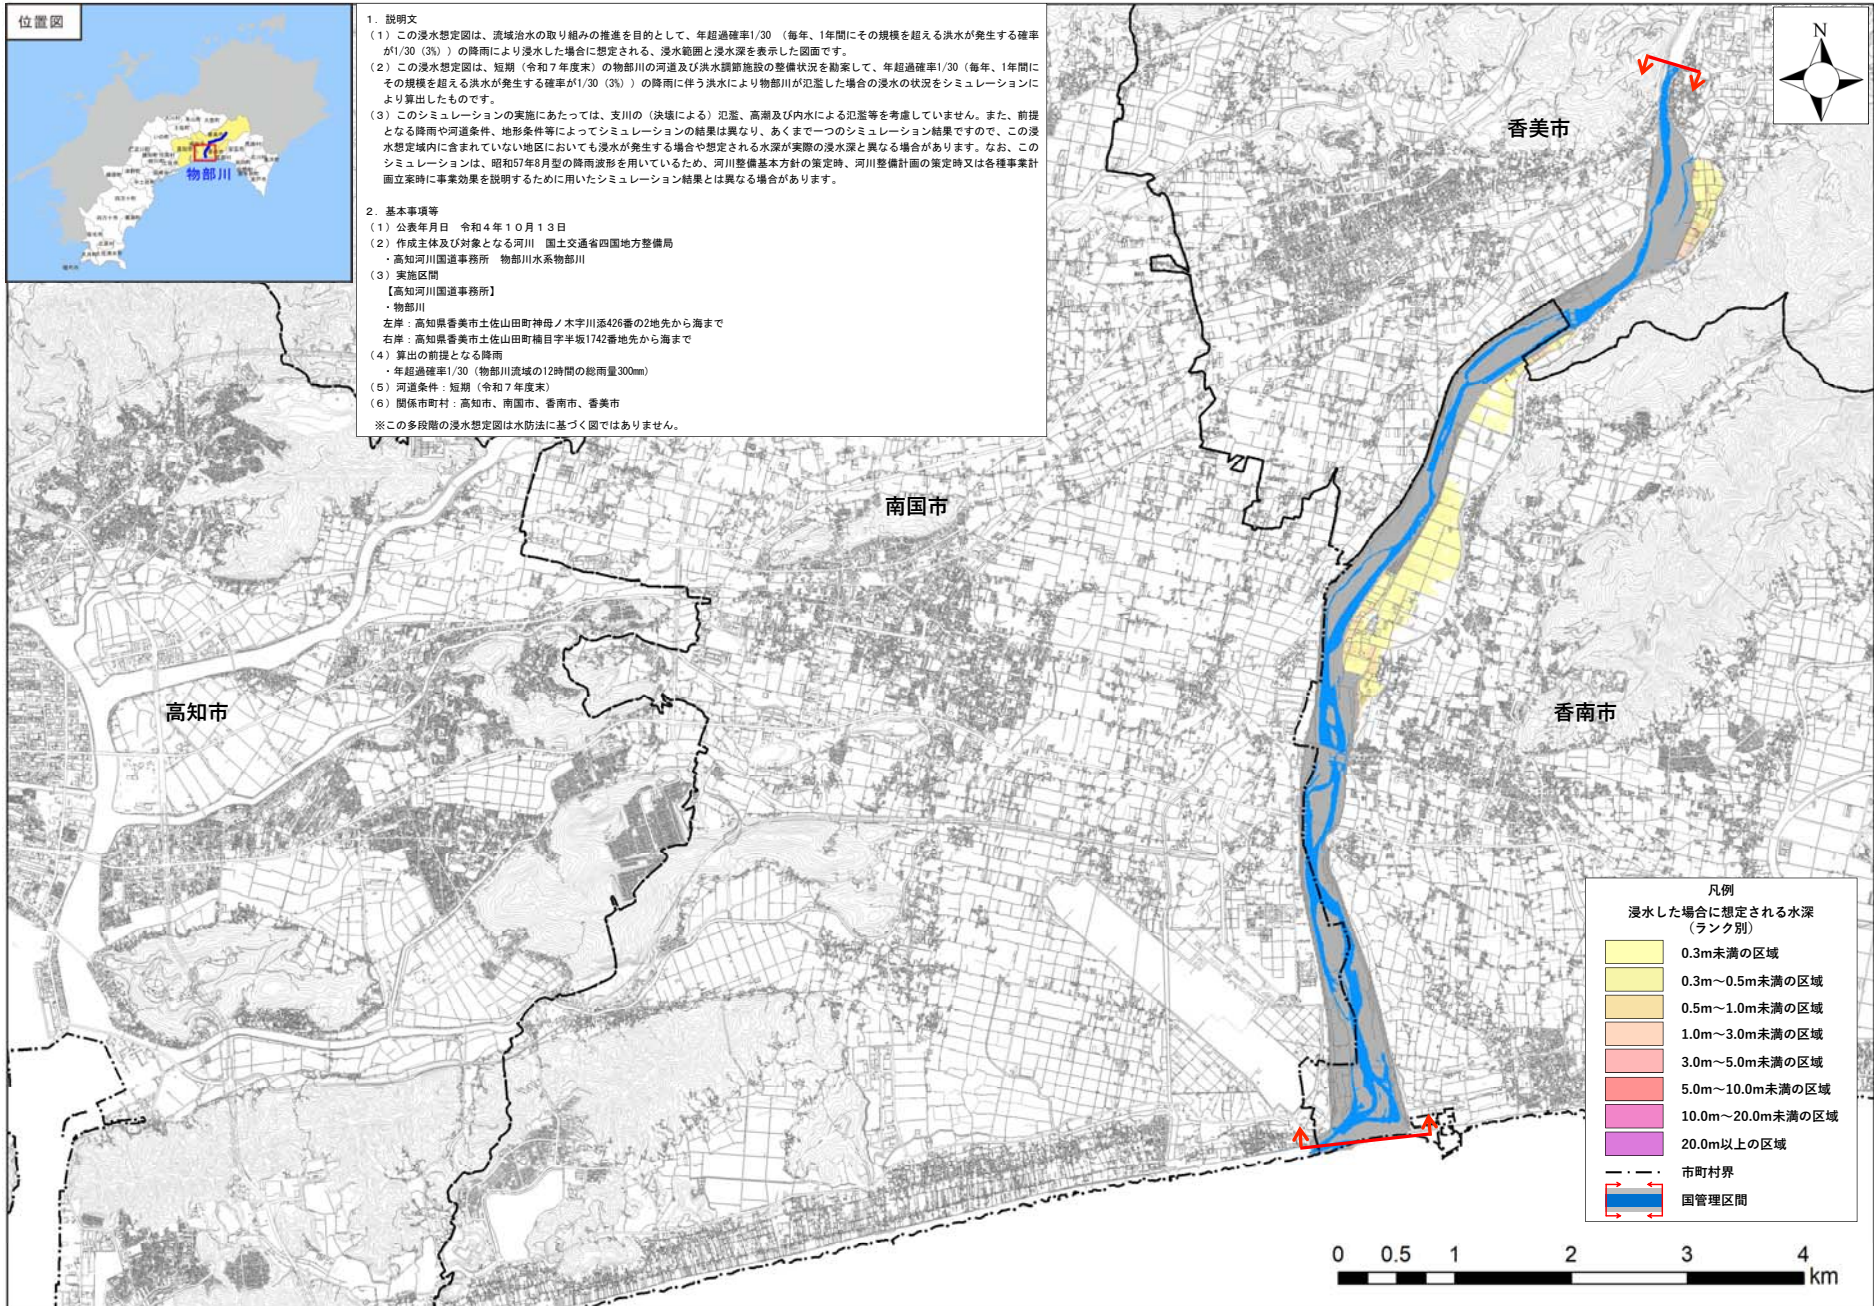 位置図
物部川
1. 説明文
（1）この浸水想定図は、流域治水の取り組みの推進を目的として、年超過確率1/30 （毎年、1年間にその規模を超える洪水が発生する確率
が1/30（3%））の降雨により浸水した場合に想定される、浸水範囲と浸水深を表示した図面です。
（2）この浸水想定図は、短期（令和７年度末）の物部川の河道及び洪水調節施設の整備状況を勘案して、年超過確率1/30（毎年、1年間に
その規模を超える洪水が発生する確率が1/30（3%））の降雨に伴う洪水により物部川が氾濫した場合の浸水の状況をシミュレーションに
より算出したものです。
（3）このシミュレーションの実施にあたっては、支川の（決壊による）氾濫、高潮及び内水による氾濫等を考慮していません。また、前提
となる降雨や河道条件、地形条件等によってシミュレーションの結果は異なり、あくまで一つのシミュレーション結果ですので、この浸
水想定域内に含まれていない地区においても浸水が発生する場合や想定される水深が実際の浸水深と異なる場合があります。なお、この
シミュレーションは、昭和57年8月型の降雨波形を用いているため、河川整備基本方針の策定時、河川整備計画の策定時又は各種事業計
画立案時に事業効果を説明するために用いたシミュレーション結果とは異なる場合があります。
2. 基本事項等
（1）公表年月日　令和４年１０月１３日
（2）作成主体及び対象となる河川　国土交通省四国地方整備局
・高知河川国道事務所　物部川水系物部川
（3）実施区間
【高知河川国道事務所】
・物部川
左岸：高知県香美市土佐山田町神母ノ木字川添426番の2地先から海まで
右岸：高知県香美市土佐山田町楠目字半坂1742番地先から海まで
（4）算出の前提となる降雨
・年超過確率1/30（物部川流域の12時間の総雨量300mm）
（5）河道条件：短期（令和７年度末）
（6）関係市町村：高知市、南国市、香南市、香美市
※この多段階の浸水想定図は水防法に基づく図ではありません。
N
香美市
南国市
高知市
香南市
凡例
浸水した場合に想定される水深
（ランク別）
0.3m未満の区域
0.3m～0.5m未満の区域
0.5m～1.0m未満の区域
1.0m～3.0m未満の区域
3.0m～5.0m未満の区域
5.0m～10.0m未満の区域
10.0m～20.0m未満の区域
20.0m以上の区域
市町村界
国管理区間
0 0.5 1 2 3 4
km